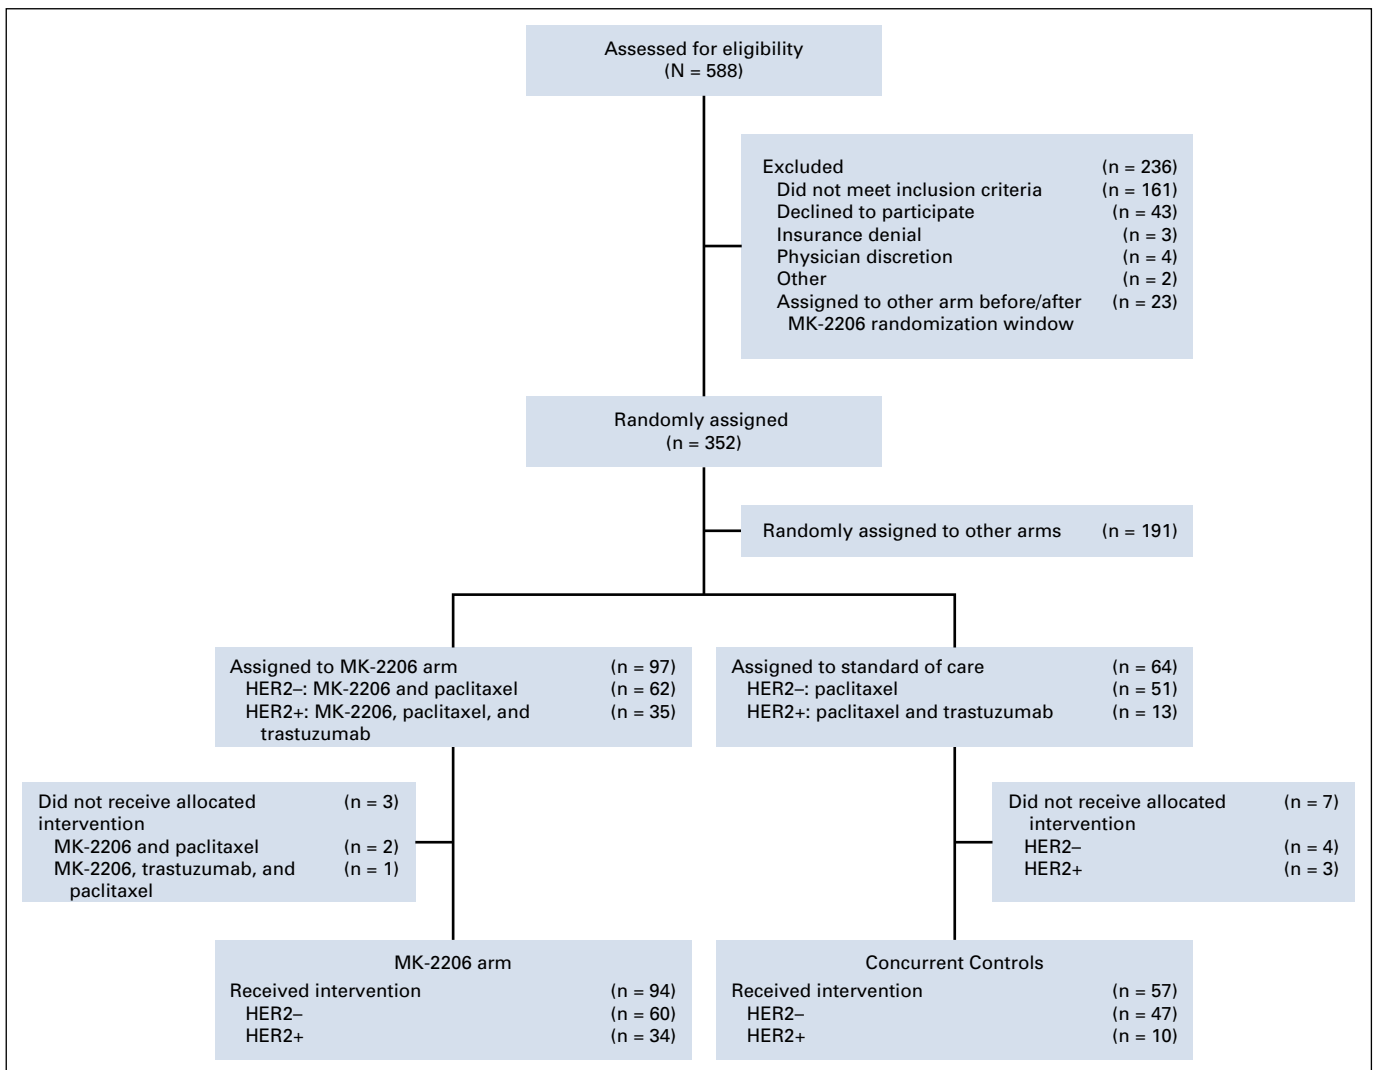 Assessed for eligibility
(N = 588)
Excluded (n = 236)
Did not meet inclusion criteria (n = 161)
Declined to participate (n = 43)
Insurance denial (n = 3)
Physician discretion (n = 4)
Other (n = 2)
Assigned to other arm before/after (n = 23)
MK-2206 randomization window
Randomly assigned
(n = 352)
Randomly assigned to other arms (n = 191)
Assigned to MK-2206 arm (n = 97)
HER2–: MK-2206 and paclitaxel (n = 62)
HER2+: MK-2206, paclitaxel, and (n = 35)
trastuzumab
Assigned to standard of care (n = 64)
HER2–: paclitaxel (n = 51)
HER2+: paclitaxel and trastuzumab (n = 13)
Did not receive allocated (n = 3)
intervention
MK-2206 and paclitaxel (n = 2)
MK-2206, trastuzumab, and (n = 1)
paclitaxel
Did not receive allocated (n = 7)
intervention
HER2– (n = 4)
HER2+ (n = 3)
MK-2206 arm
Received intervention (n = 94)
HER2– (n = 60)
HER2+ (n = 34)
Concurrent Controls
Received intervention (n = 57)
HER2– (n = 47)
HER2+ (n = 10)